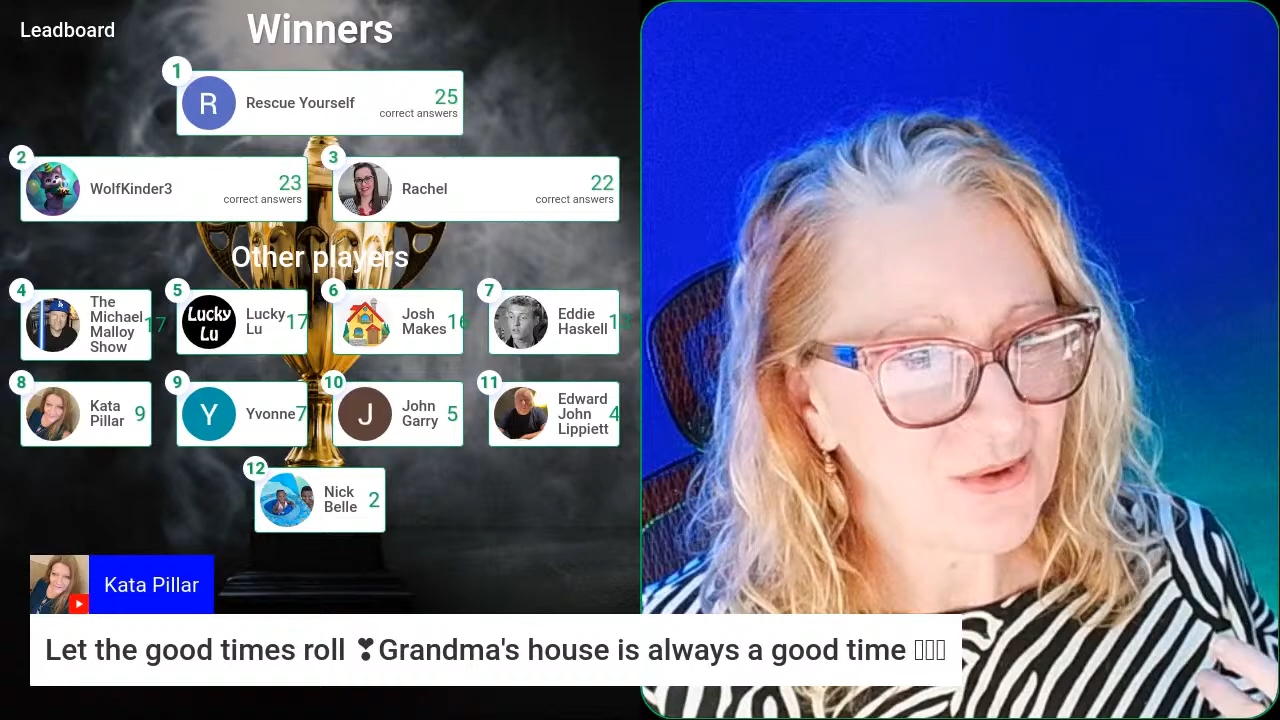 Leadboard
Winners
1
R
Rescue Yourself
25
correct answers
2
WolfKinder3
23
correct answers
3
Rachel
22
correct answers
Other players
4
The
Michael
Malloy
Show
17
5
Lucky
Lu
Lucky
Lu
17
6
Josh
Makes
16
7
Eddie
Haskell
8
Kata
Pillar
9
9
Y
Yvonne
7
10
J
John
Garry
5
11
Edward
John
Lippiett
4
12
Nick
Belle
2
Kata Pillar
Let the good times roll ❣Grandma's house is always a good time